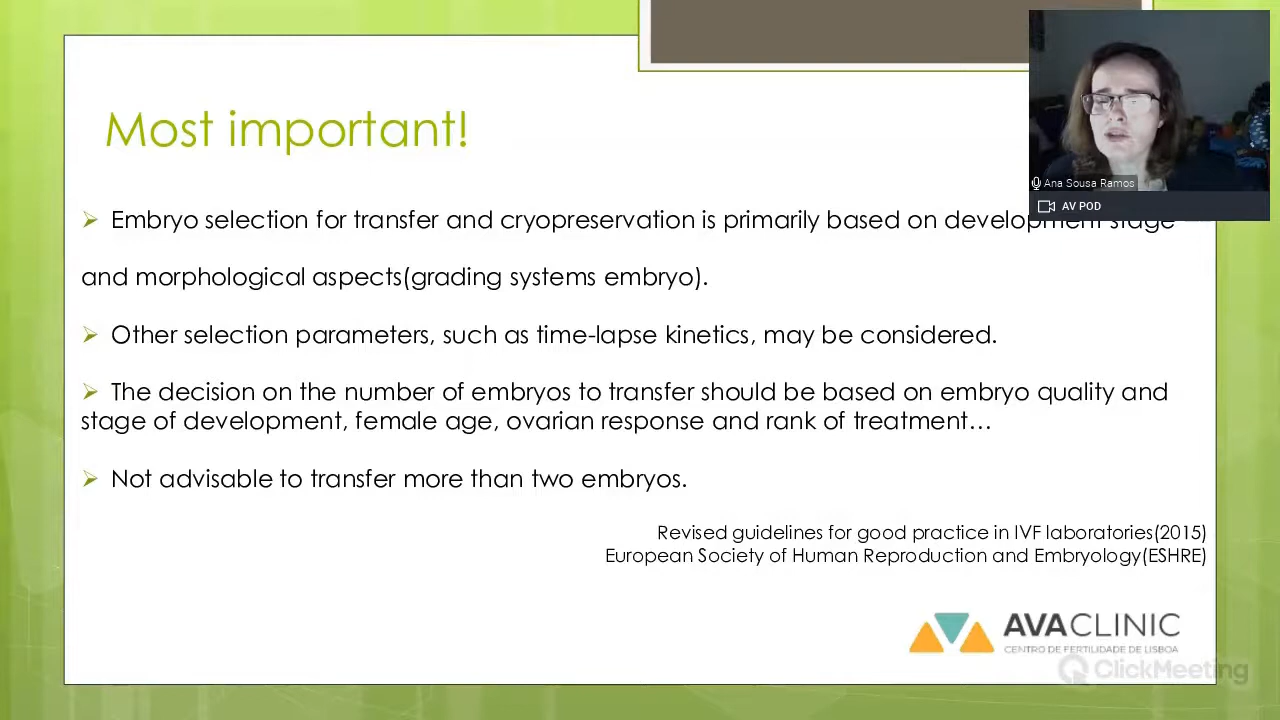 Most important!
Ana Sousa Ramos
AV POD
Embryo selection for transfer and cryopreservation is primarily based on development stage
and morphological aspects(grading systems embryo).
Other selection parameters, such as time-lapse kinetics, may be considered.
The decision on the number of embryos to transfer should be based on embryo quality and
stage of development, female age, ovarian response and rank of treatment…
Not advisable to transfer more than two embryos.
Revised guidelines for good practice in IVF laboratories(2015)
European Society of Human Reproduction and Embryology(ESHRE)
AVACLINIC
CENTRO DE FERTILIDADE DE LISBOA
ClickMeeting